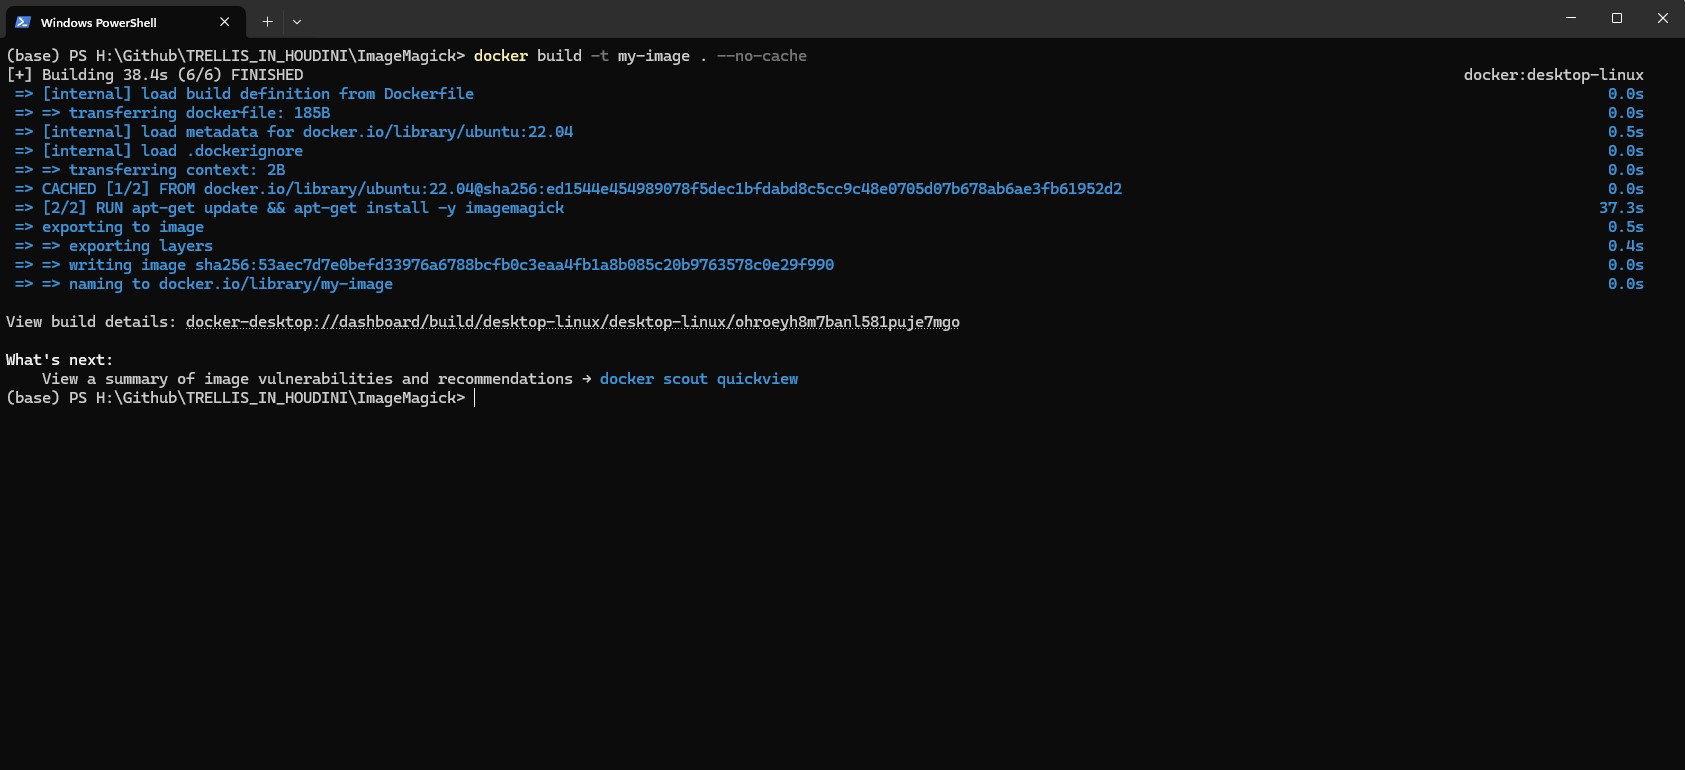 Windows PowerShell
(base) PS H:\Github\TRELLIS_IN_HOUDINI\ImageMagick> docker build -t my-image . --no-cache
[+] Building 38.4s (6/6) FINISHED docker:desktop-linux
=> [internal] load build definition from Dockerfile 0.0s
=> => transferring dockerfile: 185B 0.0s
=> [internal] load metadata for docker.io/library/ubuntu:22.04 0.5s
=> [internal] load .dockerignore 0.0s
=> => transferring context: 2B 0.0s
=> CACHED [1/2] FROM docker.io/library/ubuntu:22.04@sha256:ed1544e454989078f5dec1bfdabd8c5cc9c48e0705d07b678ab6ae3fb61952d2 0.0s
=> [2/2] RUN apt-get update && apt-get install -y imagemagick 37.3s
=> exporting to image 0.5s
=> => exporting layers 0.4s
=> => writing image sha256:53aec7d7e0befd33976a6788bcfb0c3eaa4fb1a8b085c20b9763578c0e29f990 0.0s
=> => naming to docker.io/library/my-image 0.0s
View build details: docker-desktop://dashboard/build/desktop-linux/desktop-linux/ohroeyh8m7banl581puje7mgo
What's next:
View a summary of image vulnerabilities and recommendations → docker scout quickview
(base) PS H:\Github\TRELLIS_IN_HOUDINI\ImageMagick>